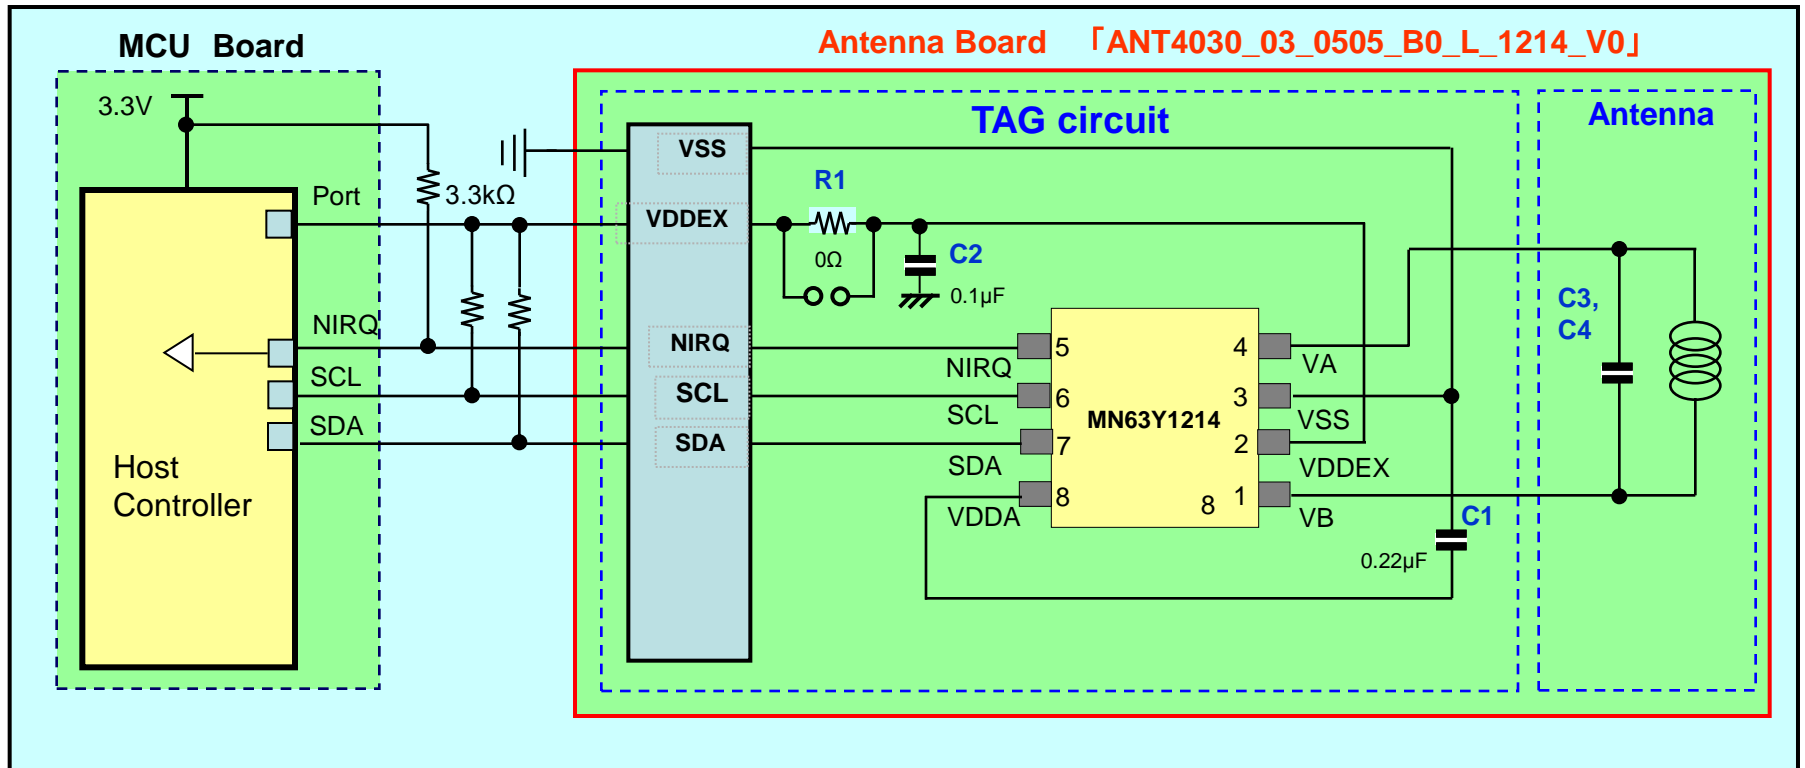 MCU Board
Antenna Board 「ANT4030_03_0505_B0_L_1214_V0」
3.3V
TAG circuit
Antenna
VSS
R1
Port
3.3kΩ
VDDEX
0Ω
C2
0.1µF
C3,
C4
NIRQ
NIRQ
5
4
NIRQ
VA
SCL
SCL
6
3
SCL
VSS
MN63Y1214
SDA
SDA
7
2
SDA
VDDEX
Host
Controller
8
8
1
VDDA
VB
C1
0.22µF